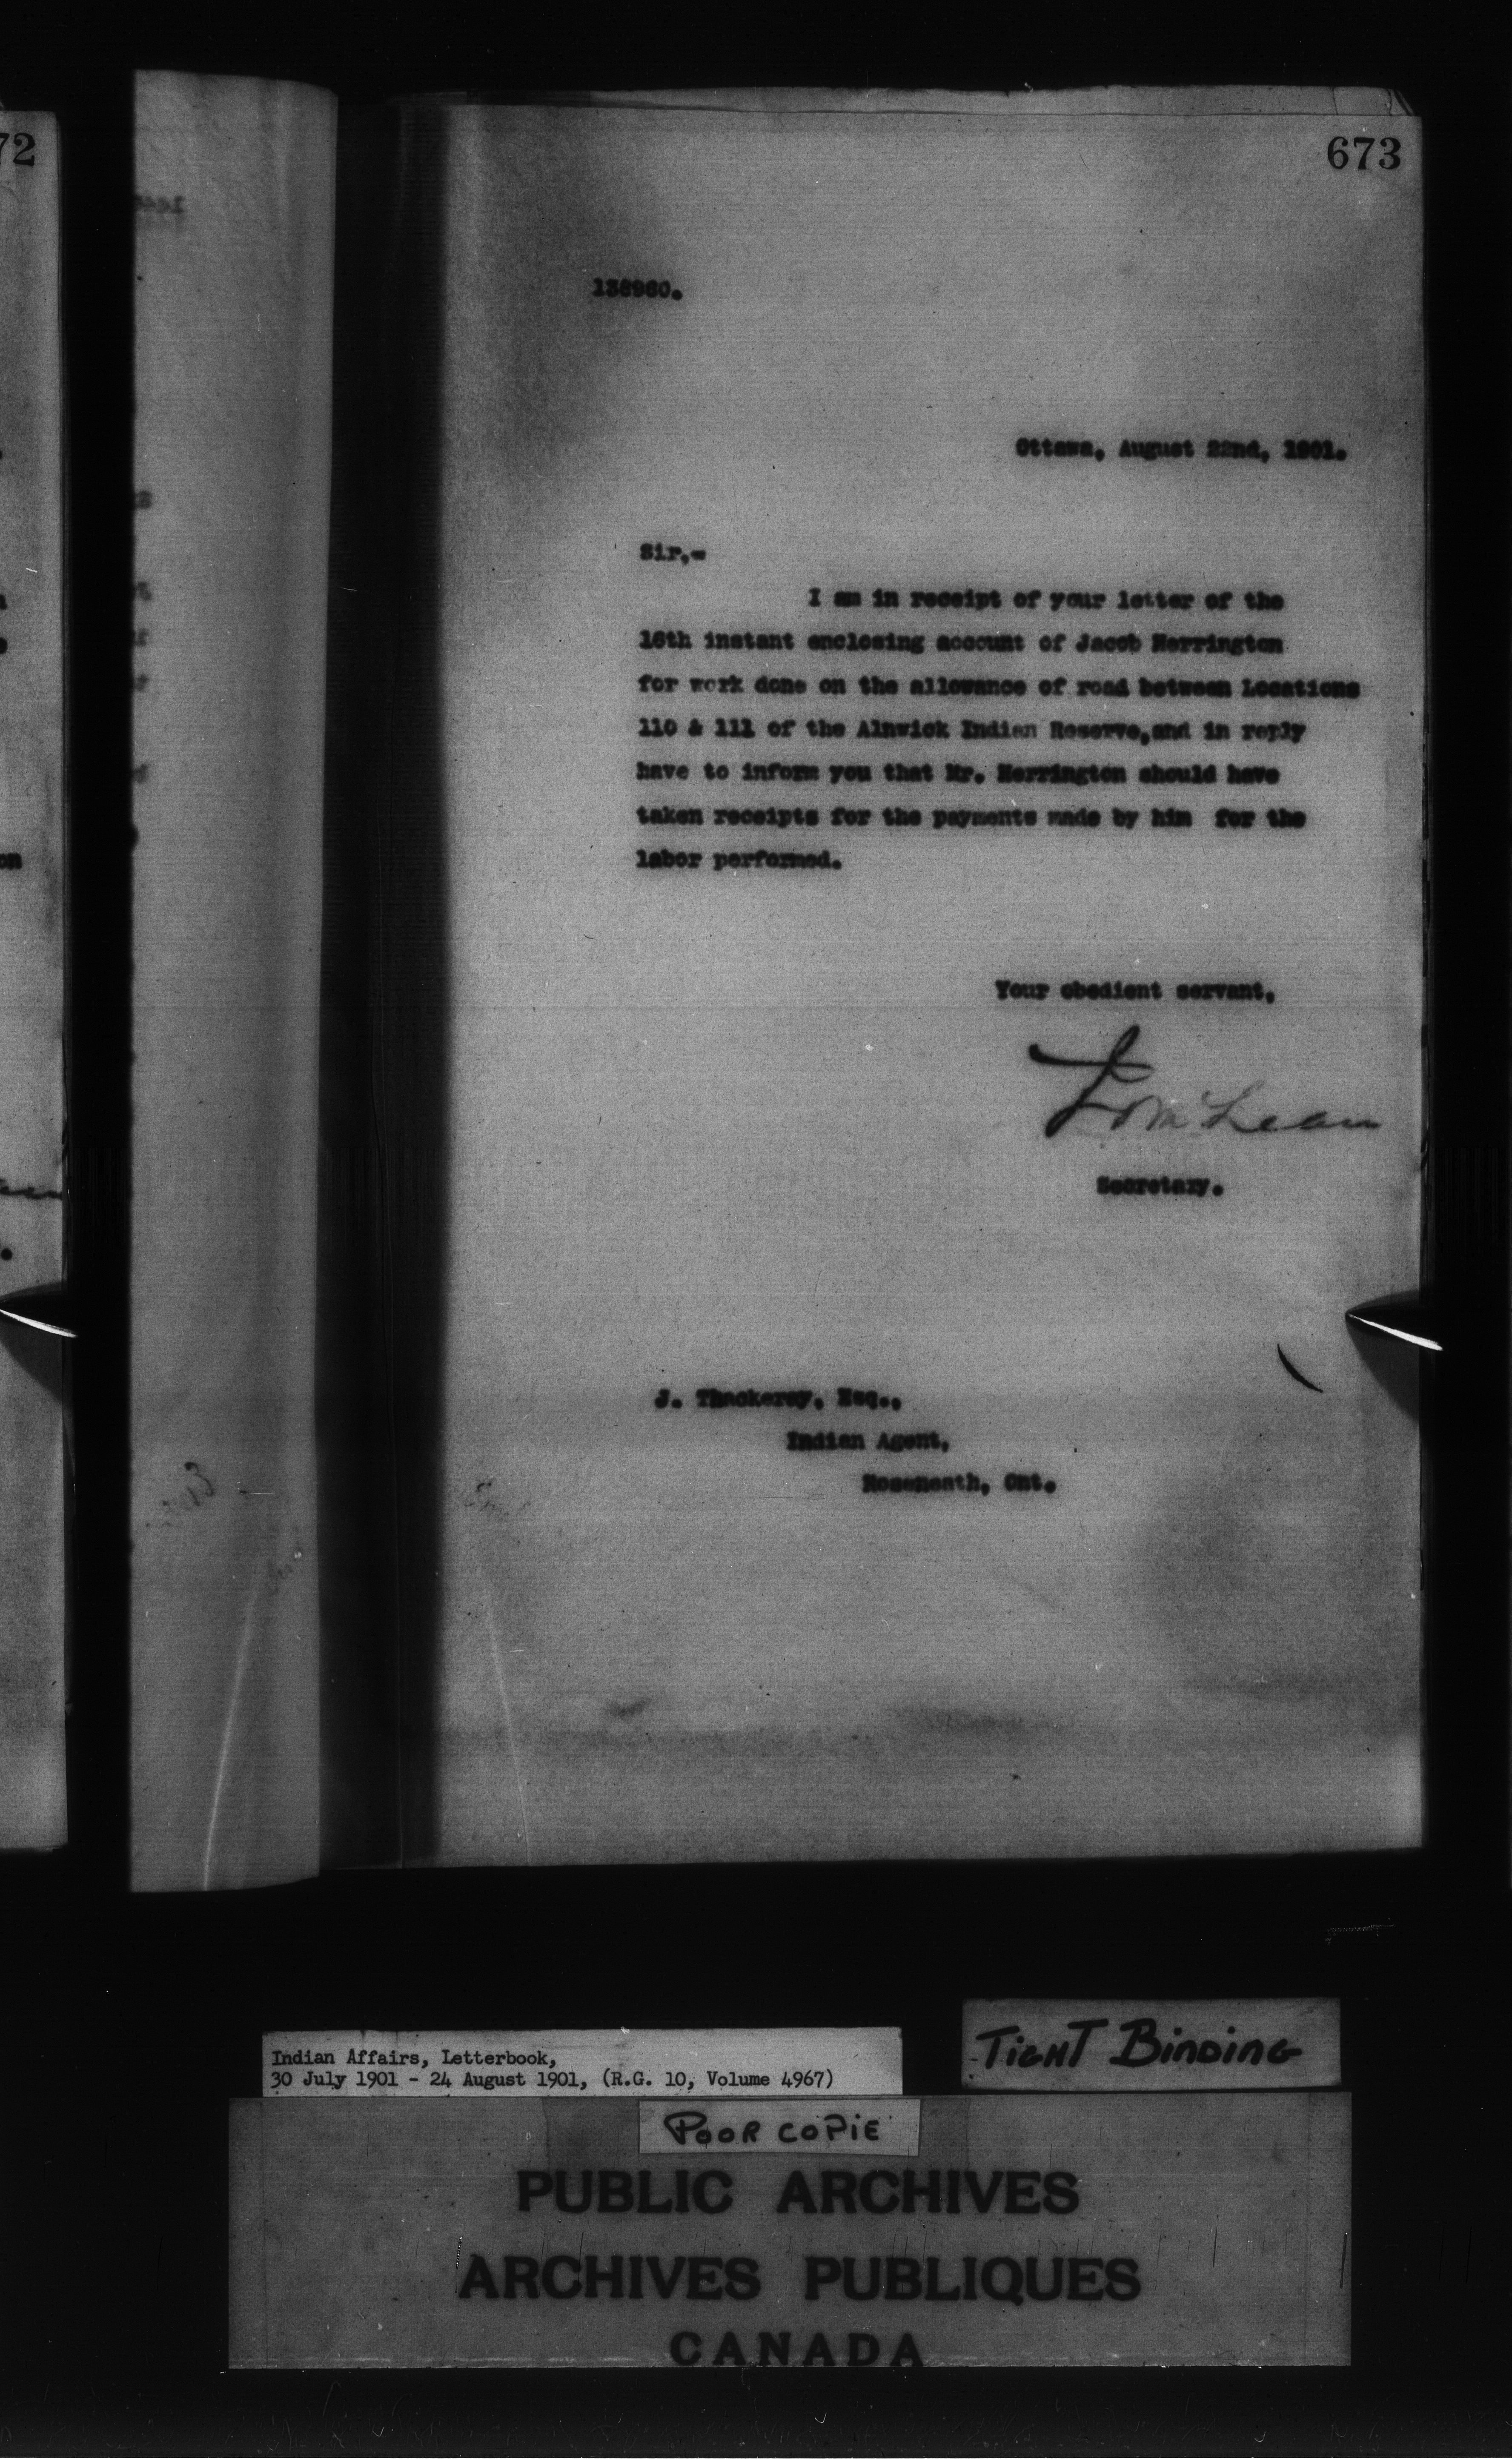 72
673
138960.
Ottawa, August 22nd, 1901.
Sir,-
I am in receipt of your letter of the
16th instant enclosing account of Jacob Herrington
for work done on the allowance of road between Locations
110 & 111 of the Alnwick Indian Reserve,and in reply
have to inform you that Mr. Herrington should have
taken receipts for the payments made by him for the
labor performed.
Your obedient servant,
Secretary.
J. Thackeray, Esq.,
Indian Agent,
Roseneath, Ont.
Indian Affairs, Letterbook,
30 July 1901 - 24 August 1901, (R.G. 10, Volume 4967)
TIGHT BINDING
POOR COPIE
PUBLIC ARCHIVES
ARCHIVES PUBLIQUES
CANADA